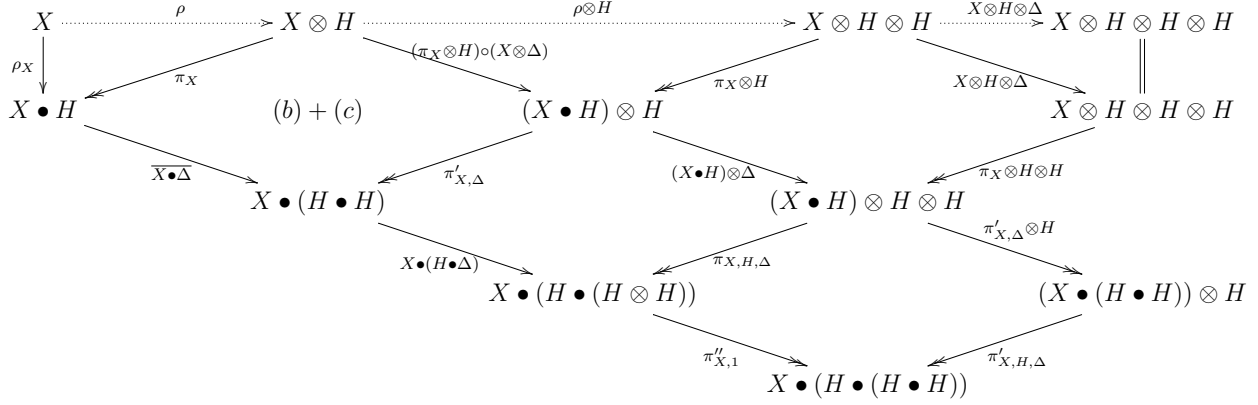 ρ ρ⊗H X⊗H⊗Δ
X X ⊗ H X ⊗ H ⊗ H X ⊗ H ⊗ H ⊗ H
ρ_X π_X (π_X⊗H)∘(X⊗Δ) π_X⊗H X⊗H⊗Δ
X • H (b) + (c) (X • H) ⊗ H X ⊗ H ⊗ H ⊗ H
\overline{X•Δ} π'_{X,Δ} (X•H)⊗Δ π_X⊗H⊗H
X • (H • H) (X • H) ⊗ H ⊗ H
X•(H•Δ) π_{X,H,Δ} π'_{X,Δ}⊗H
X • (H • (H ⊗ H)) (X • (H • H)) ⊗ H
π''_{X,1} π'_{X,H,Δ}
X • (H • (H • H))